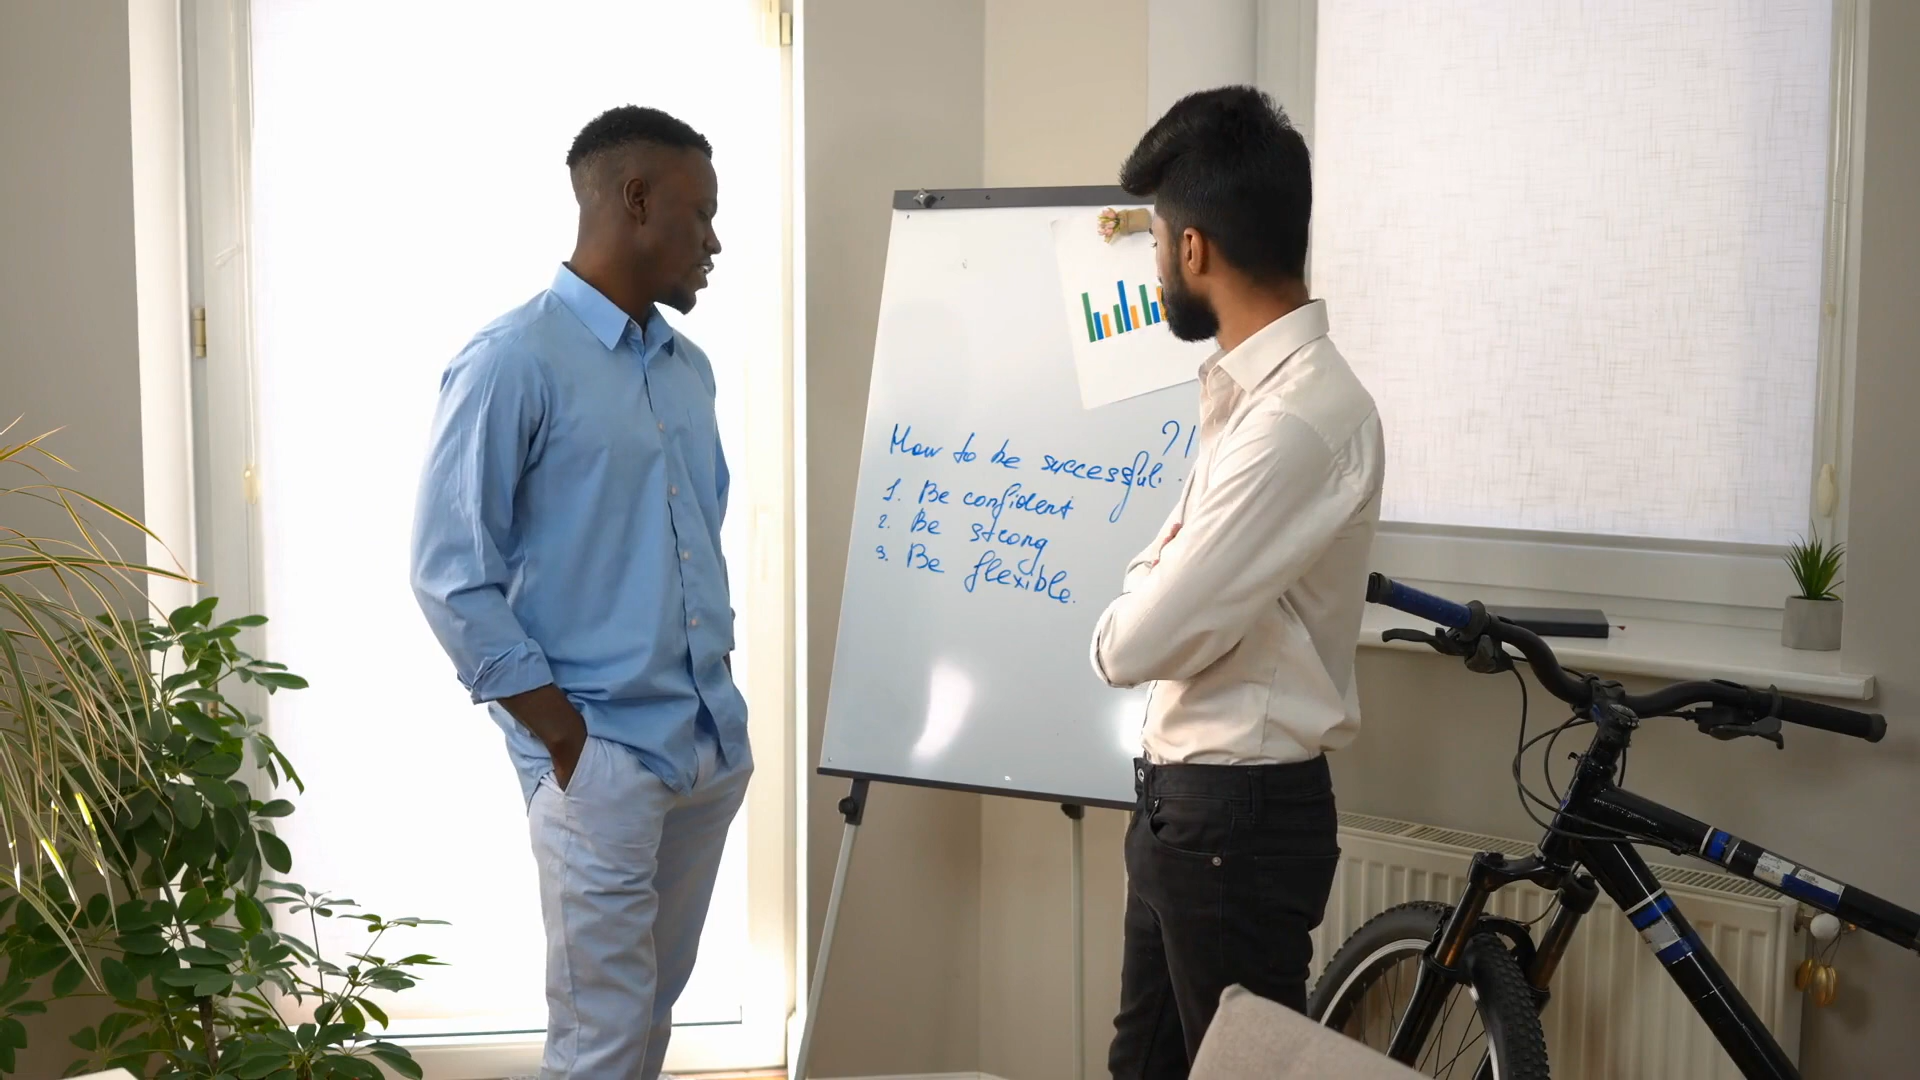 How to be successful?!
1. Be confident
2. Be strong
3. Be flexible.